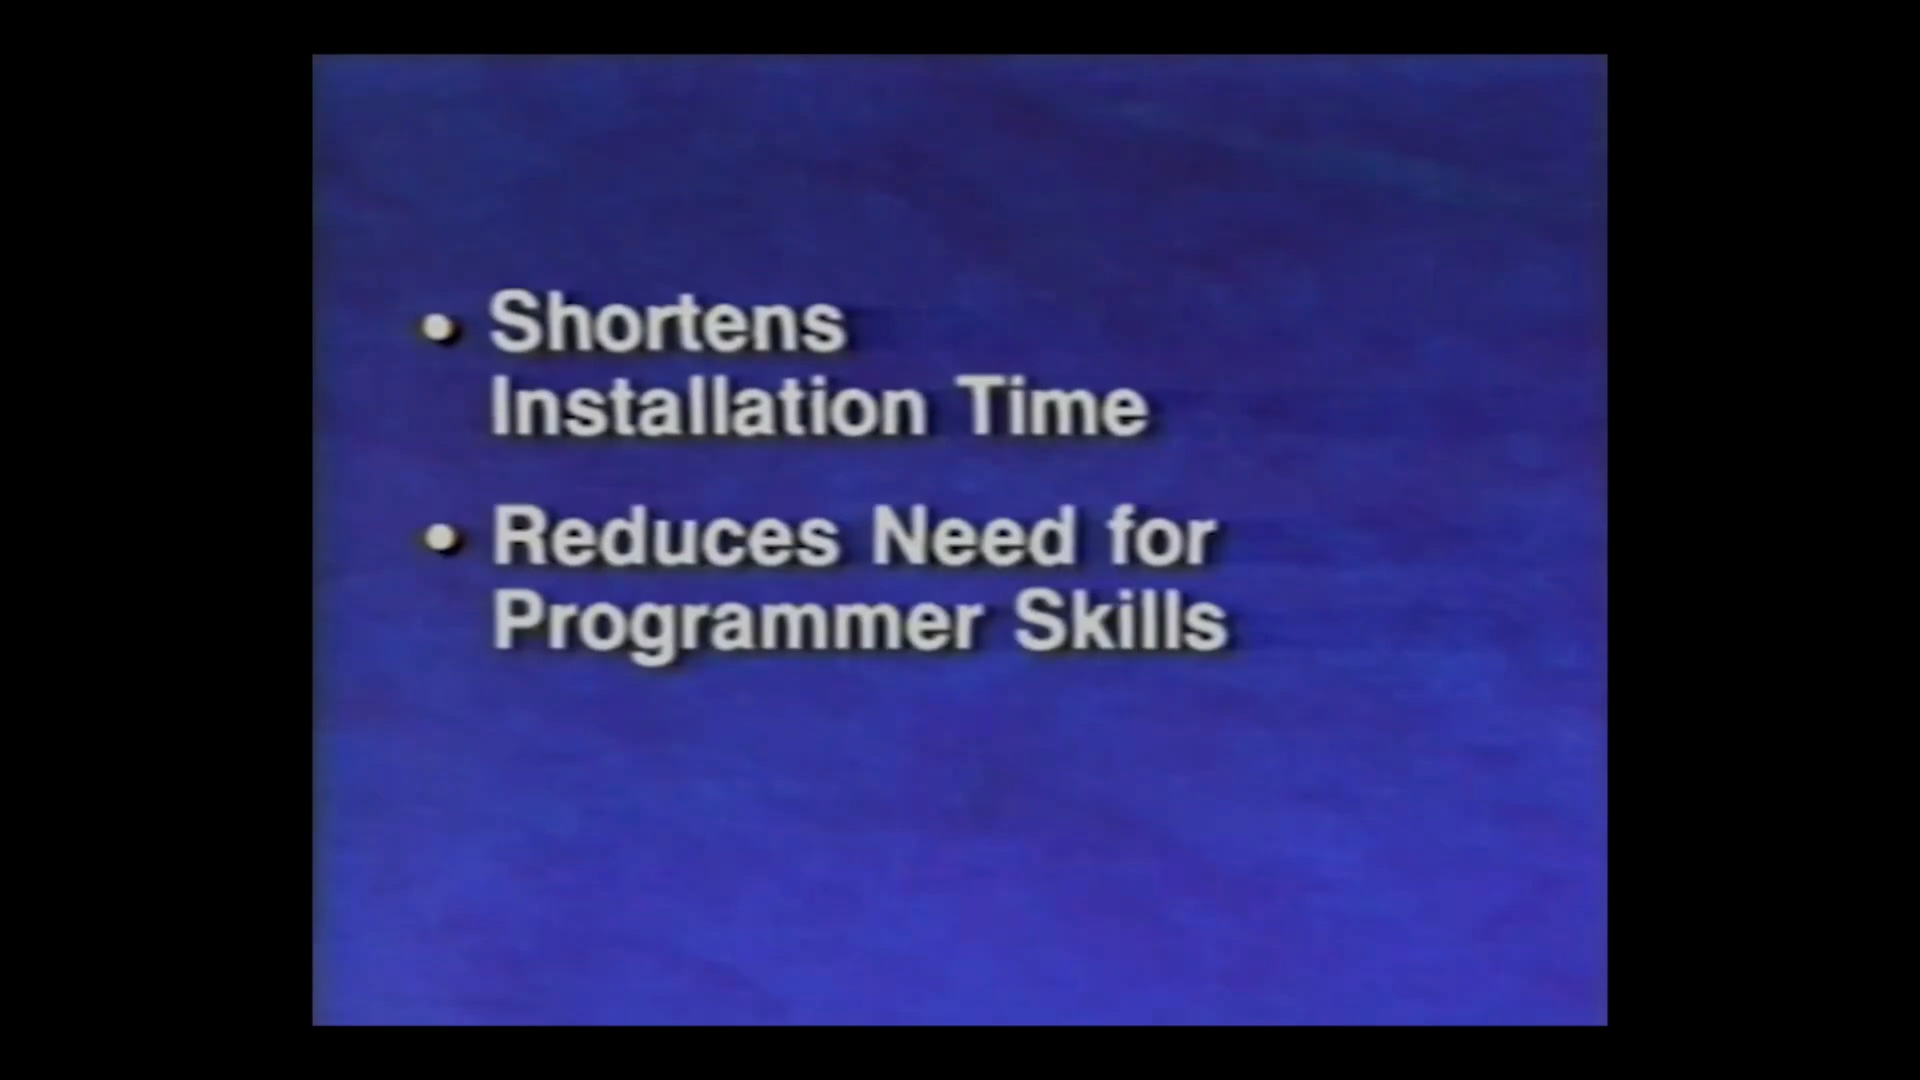 • Shortens
Installation Time
• Reduces Need for
Programmer Skills